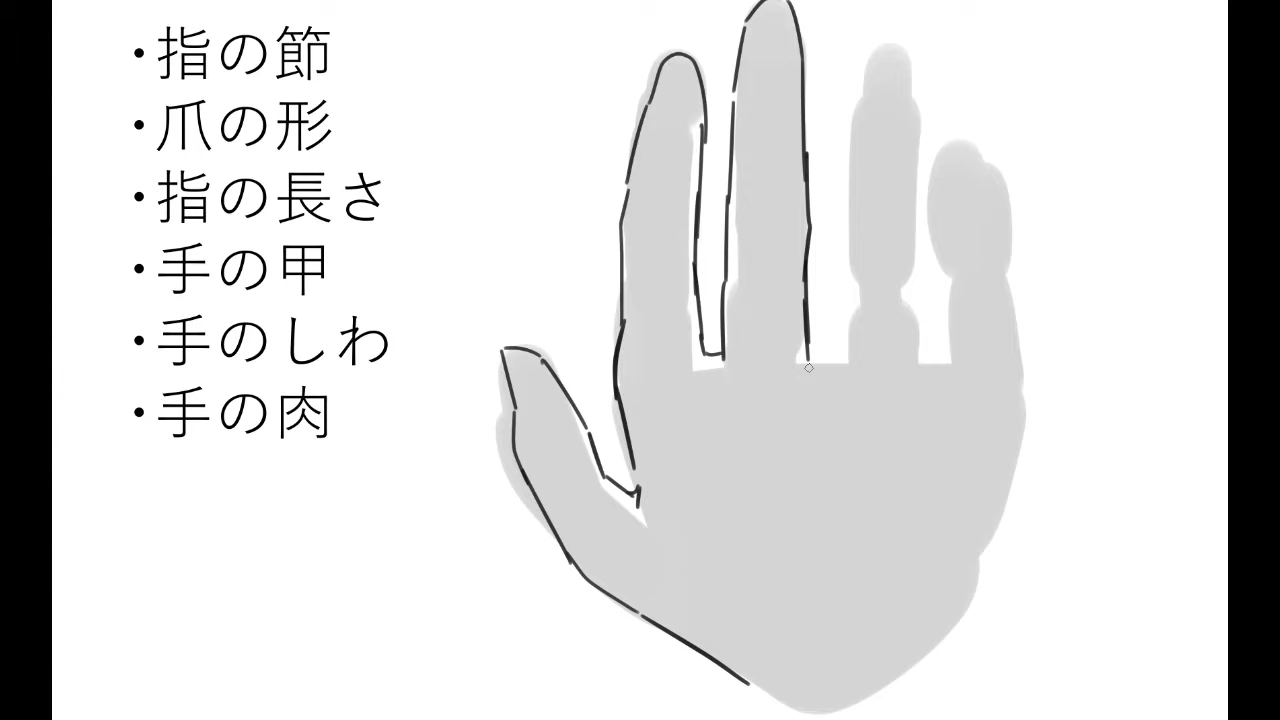 ・指の節
・爪の形
・指の長さ
・手の甲
・手のしわ
・手の肉